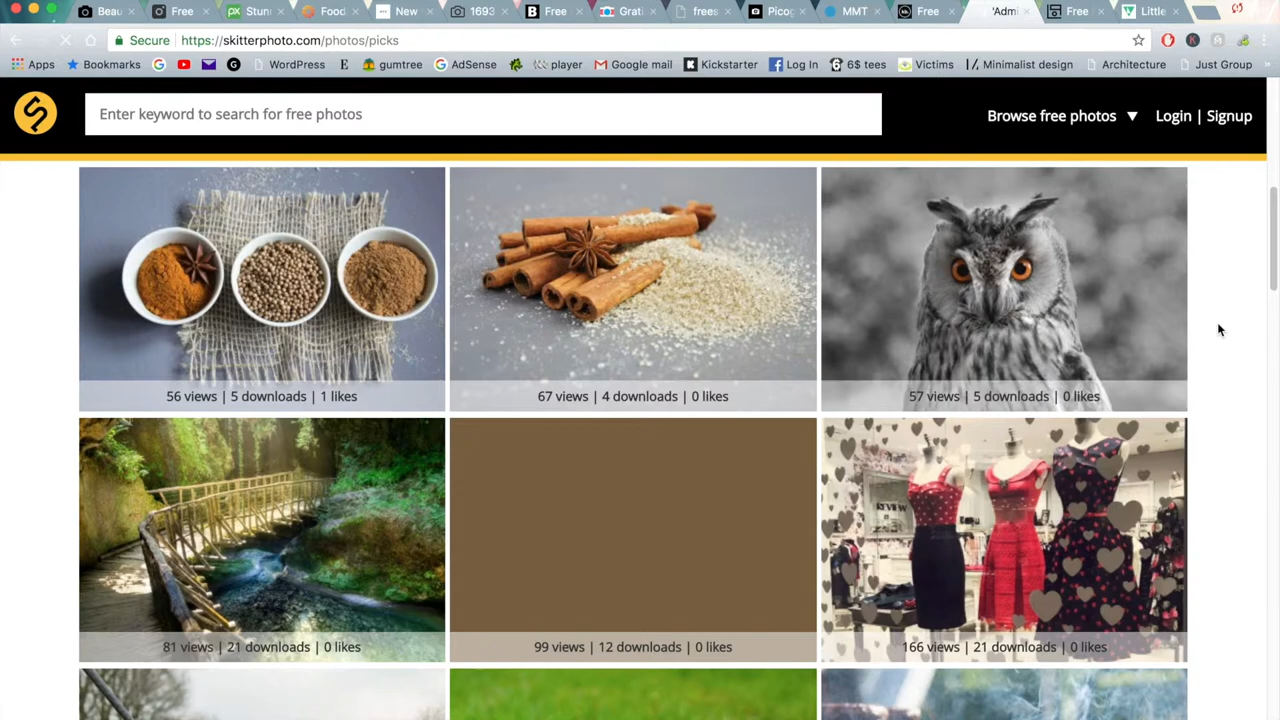 Beau
Free
Stun
Food
New
1693
Free
Grati
frees
Picog
MMT
Free
'Admi
Free
Little
Secure https://skitterphoto.com/photos/picks
Apps Bookmarks WordPress gumtree AdSense player Google mail Kickstarter Log In 6$ tees Victims Minimalist design Architecture Just Group »
Enter keyword to search for free photos
Browse free photos ▼ Login | Signup
56 views | 5 downloads | 1 likes
67 views | 4 downloads | 0 likes
57 views | 5 downloads | 0 likes
REVIEW
81 views | 21 downloads | 0 likes
99 views | 12 downloads | 0 likes
166 views | 21 downloads | 0 likes